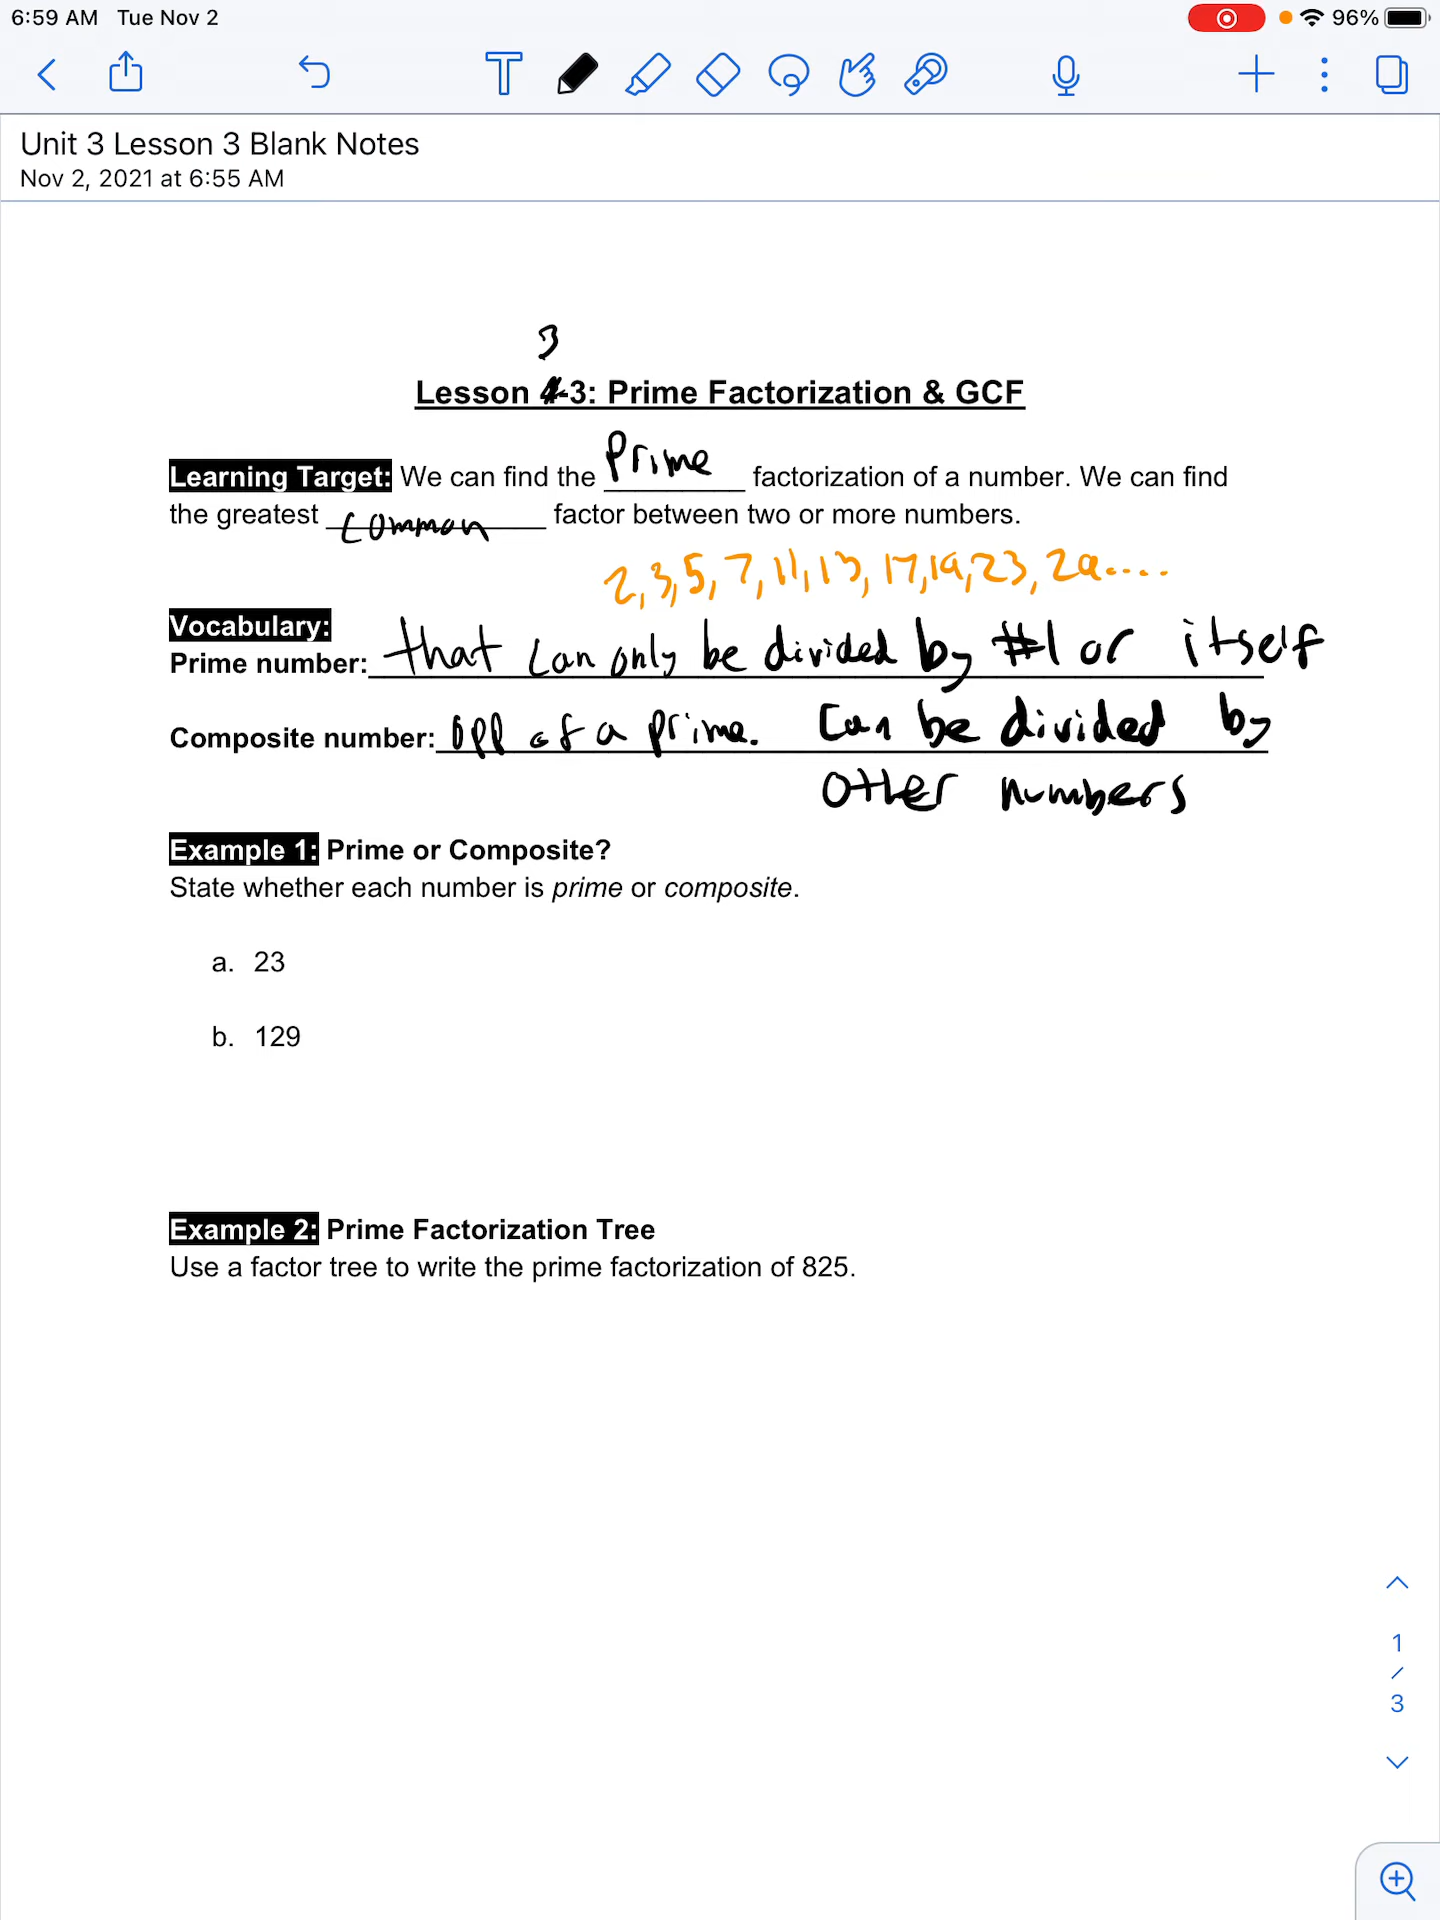 6:59 AM Tue Nov 2
96%
Unit 3 Lesson 3 Blank Notes
Nov 2, 2021 at 6:55 AM
3
Lesson 4-3: Prime Factorization & GCF
Learning Target: We can find the Prime factorization of a number. We can find
the greatest common factor between two or more numbers.
2, 3, 5, 7, 11, 13, 17, 19, 23, 29....
Vocabulary:
Prime number: that can only be divided by #1 or itself
Composite number: opp of a prime. Can be divided by
other numbers
Example 1: Prime or Composite?
State whether each number is prime or composite.
a. 23
b. 129
Example 2: Prime Factorization Tree
Use a factor tree to write the prime factorization of 825.
1
/
3